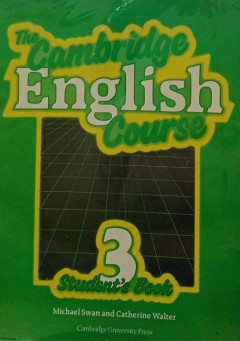 The
Cambridge
English
Course
3
Student's Book
Michael Swan and Catherine Walter
Cambridge University Press